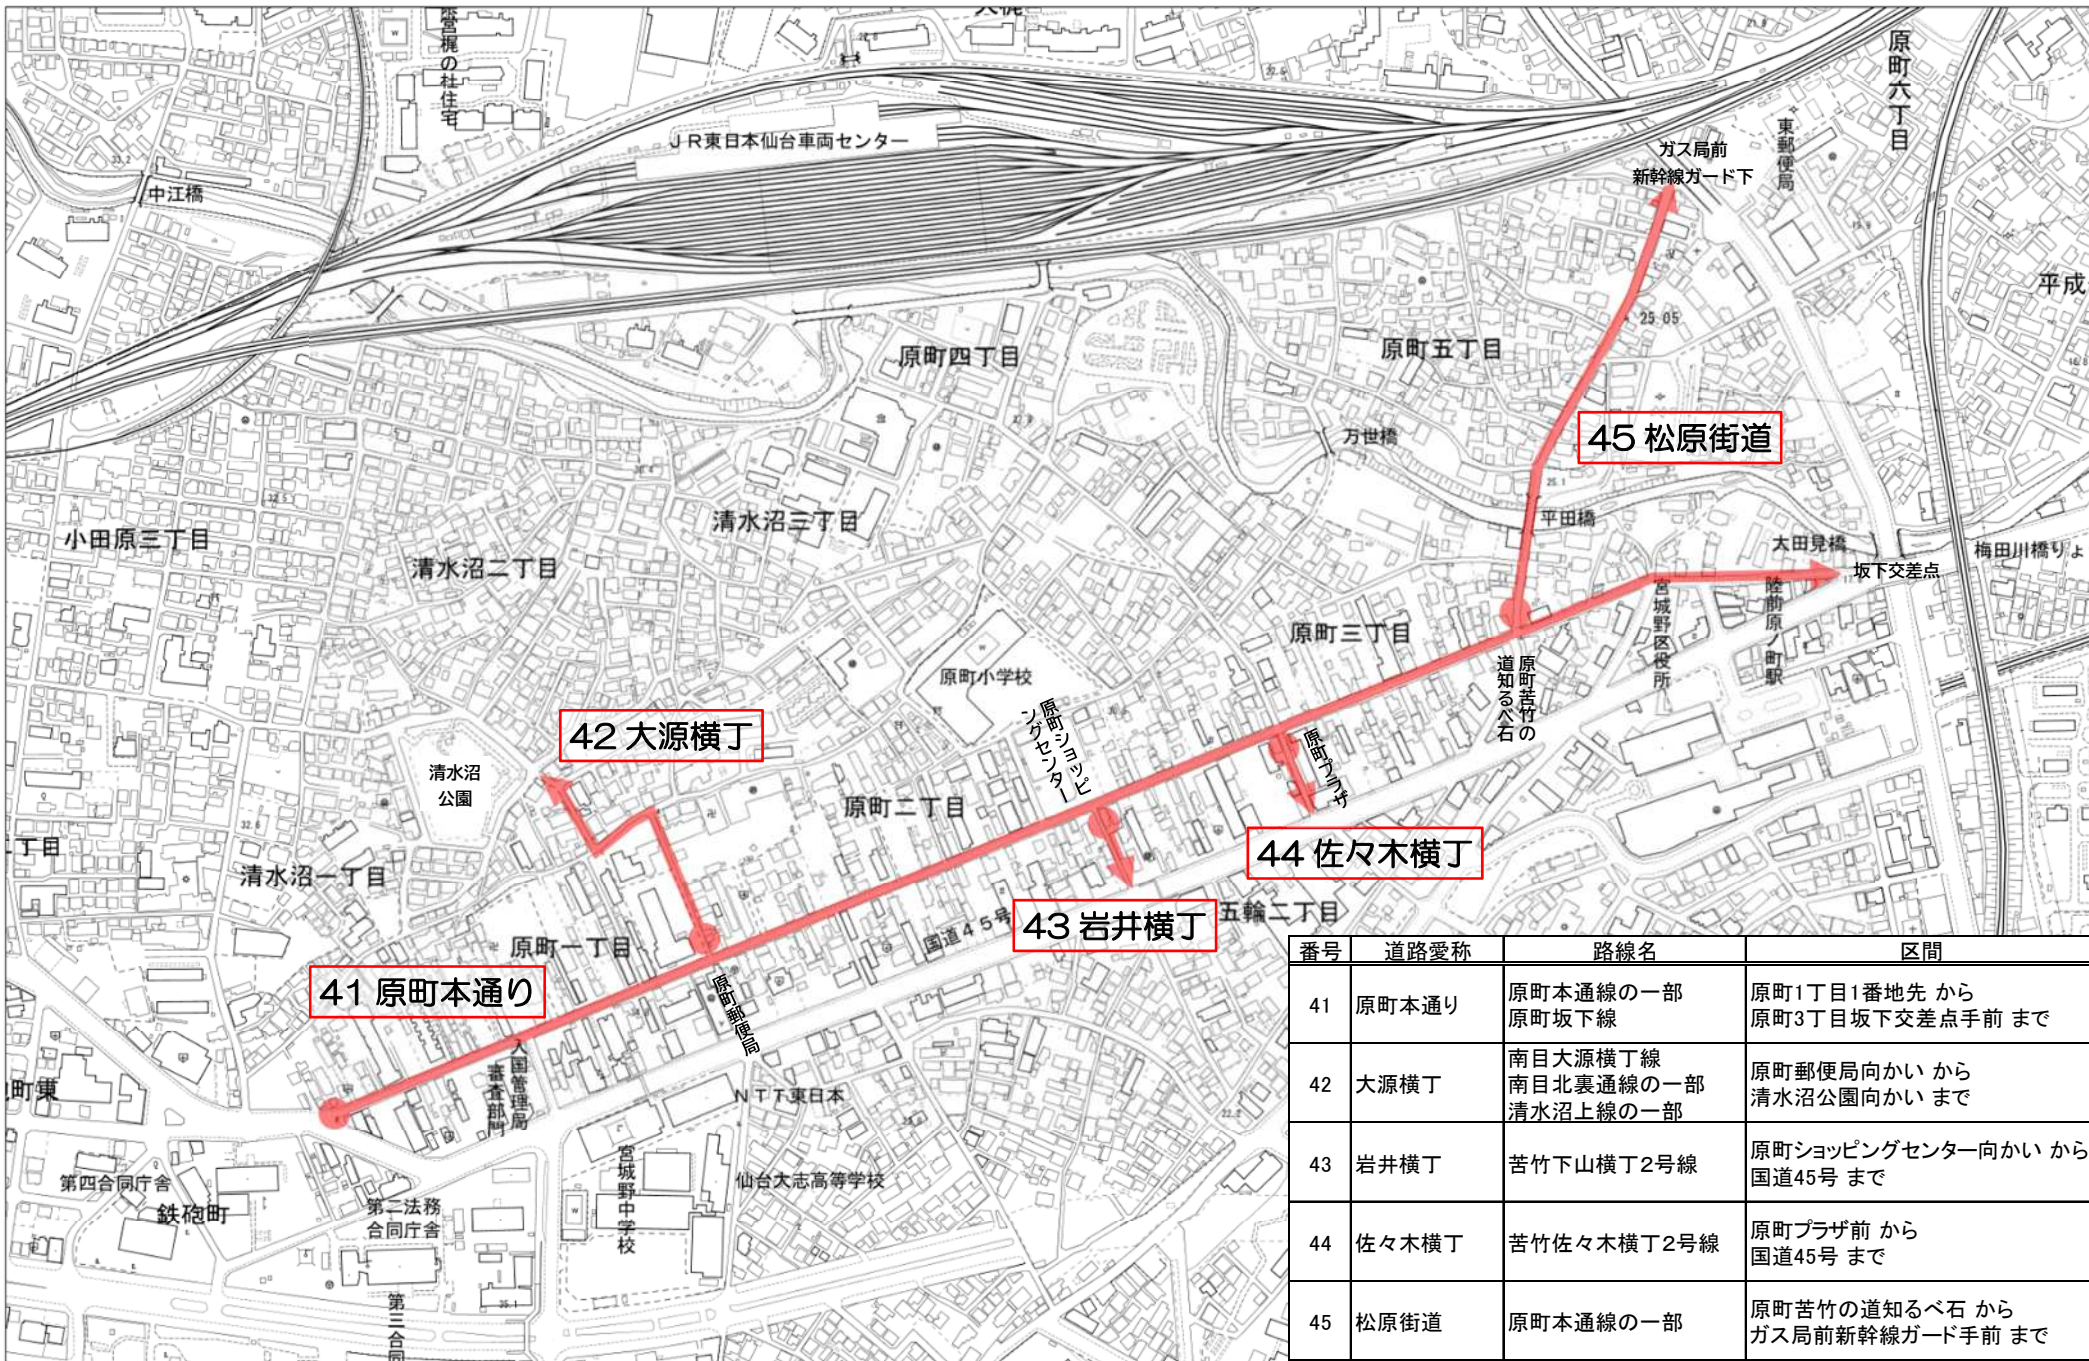 原町六丁目
東郵便局
JR東日本仙台車両センター
ガス局前
新幹線ガード下
中江橋
平成
25.05
原町四丁目
原町五丁目
45 松原街道
万世橋
清水沼三丁目
平田橋
小田原三丁目
清水沼二丁目
大田見橋
梅田川橋りょ
坂下交差点
陸前原ノ町駅
宮城野区役所
原町三丁目
原町苦竹の
道知るべ石
原町小学校
原町ショッピ
ングセンター
42 大源横丁
原町プラザ
清水沼
公園
原町二丁目
32.6
丁目
清水沼一丁目
44 佐々木横丁
43 岩井横丁
五輪二丁目
国道45号
原町一丁目
41 原町本通り
原町郵便局
入国管理局
審査部門
町東
NTT東日本
宮城野中学校
仙台大志高等学校
第四合同庁舎
鉄砲町
第二法務
合同庁舎
第三合同
35.1
番号 道路愛称 路線名 区間
41 原町本通り 原町本通線の一部 原町1丁目1番地先 から
原町坂下線 原町3丁目坂下交差点手前 まで
42 大源横丁 南目大源横丁線
南目北裏通線の一部
清水沼上線の一部
原町郵便局向かい から
清水沼公園向かい まで
43 岩井横丁 苦竹下山横丁2号線 原町ショッピングセンター向かい から
国道45号 まで
44 佐々木横丁 苦竹佐々木横丁2号線 原町プラザ前 から
国道45号 まで
45 松原街道 原町本通線の一部 原町苦竹の道知るべ石 から
ガス局前新幹線ガード手前 まで